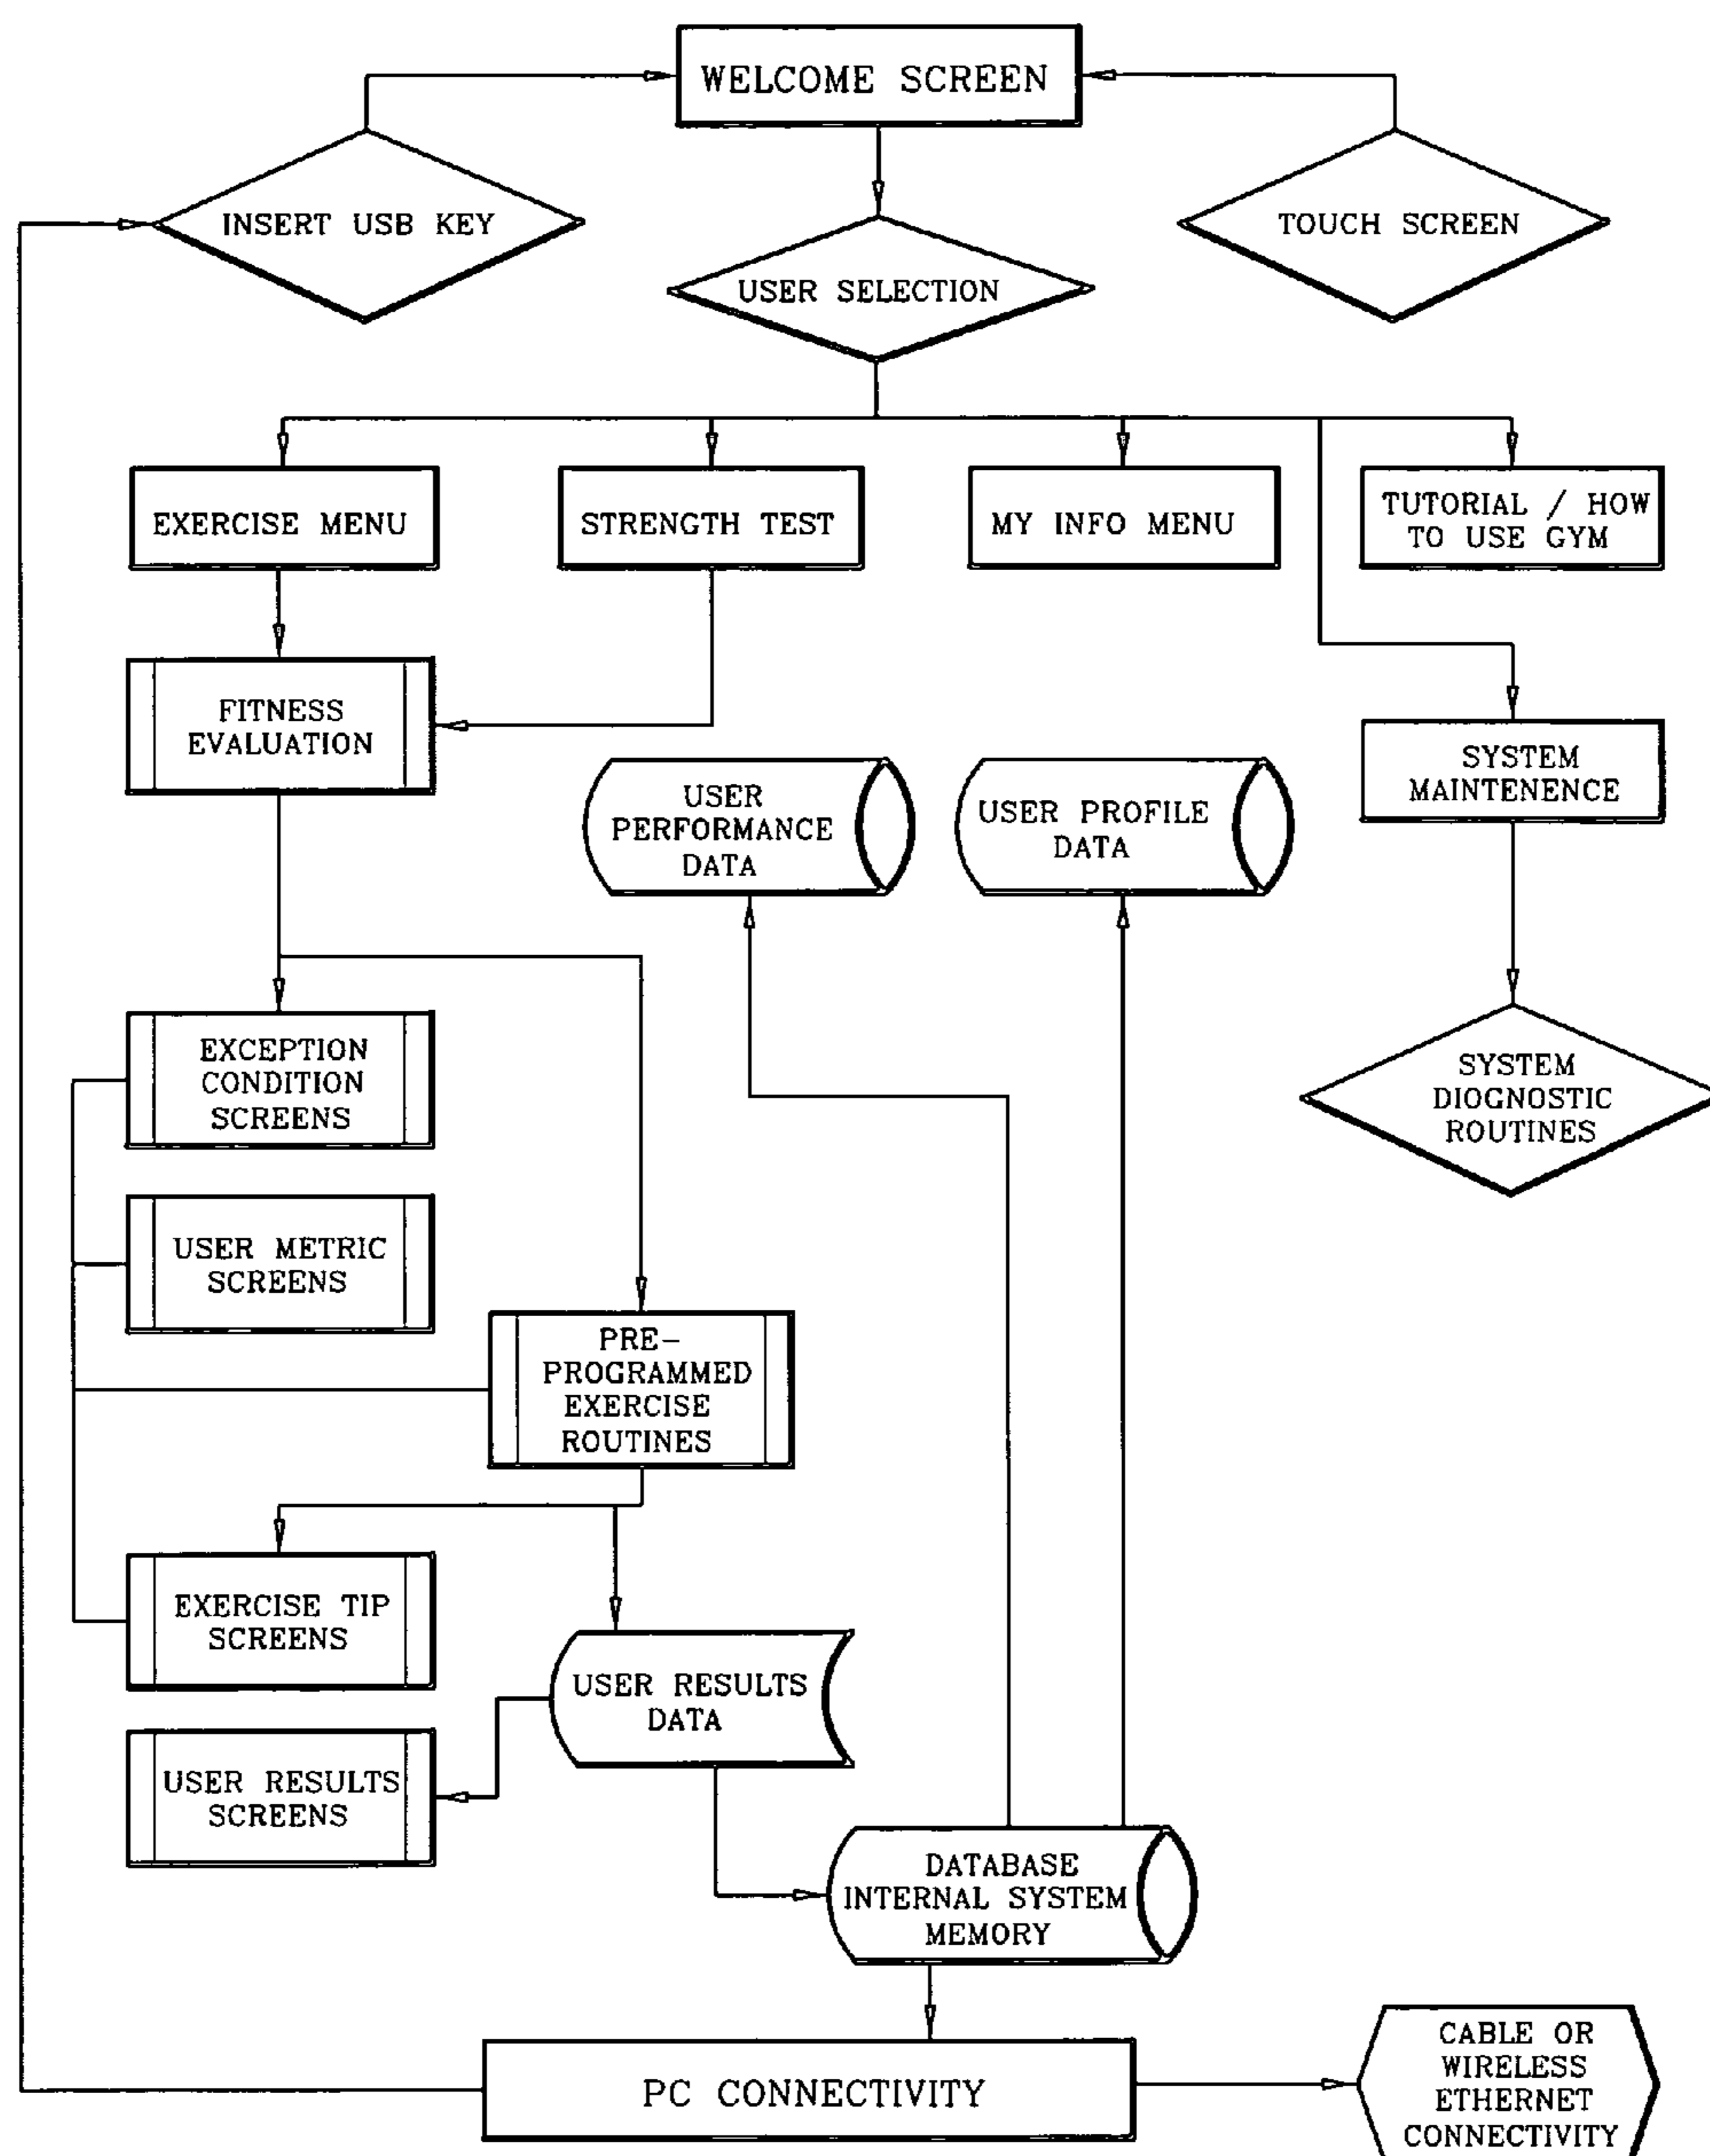 WELCOME SCREEN
INSERT USB KEY
TOUCH SCREEN
USER SELECTION
EXERCISE MENU
STRENGTH TEST
MY INFO MENU
TUTORIAL / HOW
TO USE GYM
FITNESS
EVALUATION
SYSTEM
MAINTENENCE
USER
PERFORMANCE
DATA
USER PROFILE
DATA
EXCEPTION
CONDITION
SCREENS
SYSTEM
DIOGNOSTIC
ROUTINES
USER METRIC
SCREENS
PRE-
PROGRAMMED
EXERCISE
ROUTINES
EXERCISE TIP
SCREENS
USER RESULTS
DATA
USER RESULTS
SCREENS
DATABASE
INTERNAL SYSTEM
MEMORY
PC CONNECTIVITY
CABLE OR
WIRELESS
ETHERNET
CONNECTIVITY